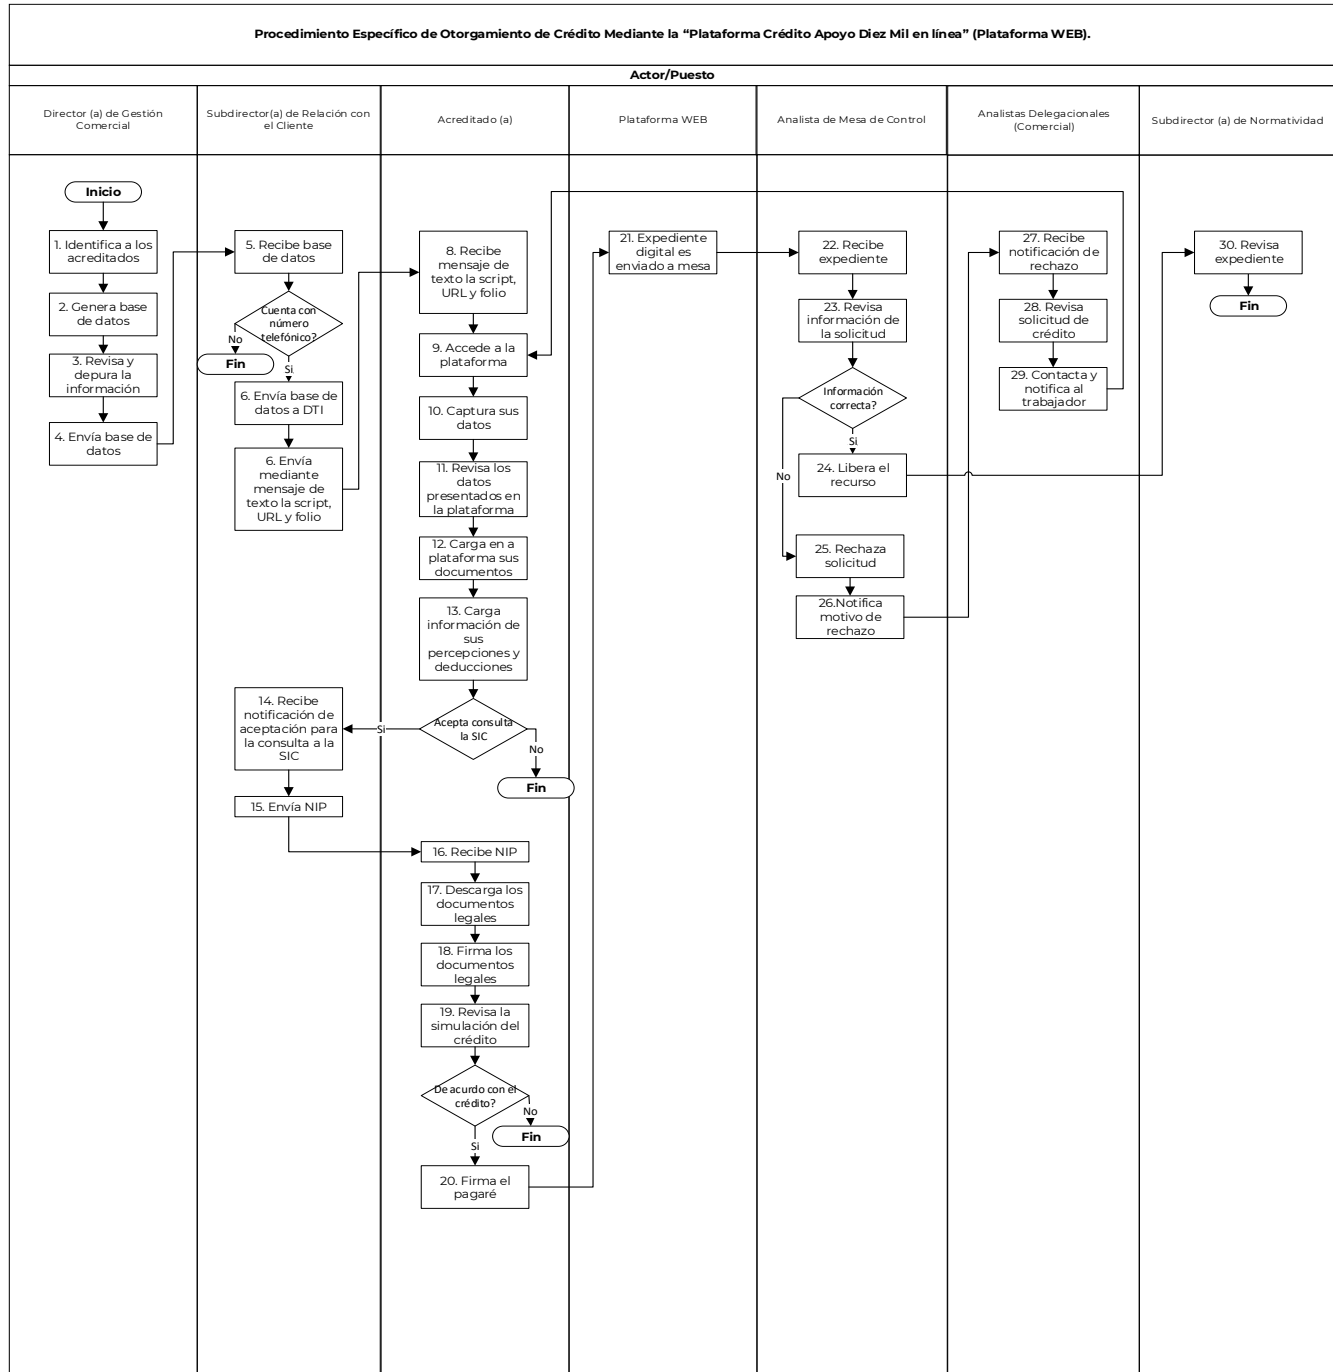 Procedimiento Específico de Otorgamiento de Crédito Mediante la “Plataforma Crédito Apoyo Diez Mil en línea” (Plataforma WEB).
Actor/Puesto
Director (a) de Gestión
Comercial
Subdirector(a) de Relación con
el Cliente
Acreditado (a)
Plataforma WEB
Analista de Mesa de Control
Analistas Delegacionales
(Comercial)
Subdirector (a) de Normatividad
Inicio
1. Identifica a los
acreditados
2. Genera base
de datos
3. Revisa y
depura la
información
4. Envía base de
datos
5. Recibe base
de datos
Cuenta con
número
telefónico?
No
Fin
Si
6. Envía base de
datos a DTI
6. Envía
mediante
mensaje de
texto la script,
URL y folio
8. Recibe
mensaje de
texto la script,
URL y folio
9. Accede a la
plataforma
10. Captura sus
datos
11. Revisa los
datos
presentados en
la plataforma
12. Carga en a
plataforma sus
documentos
13. Carga
información de
sus
percepciones y
deducciones
Acepta consulta
la SIC
Si
No
Fin
14. Recibe
notificación de
aceptación para
la consulta a la
SIC
15. Envía NIP
16. Recibe NIP
17. Descarga los
documentos
legales
18. Firma los
documentos
legales
19. Revisa la
simulación del
crédito
De acuerdo con el
crédito?
No
Fin
Si
20. Firma el
pagaré
21. Expediente
digital es
enviado a mesa
22. Recibe
expediente
23. Revisa
información de
la solicitud
Información
correcta?
Si
No
24. Libera el
recurso
25. Rechaza
solicitud
26.Notifica
motivo de
rechazo
27. Recibe
notificación de
rechazo
28. Revisa
solicitud de
crédito
29. Contacta y
notifica al
trabajador
30. Revisa
expediente
Fin